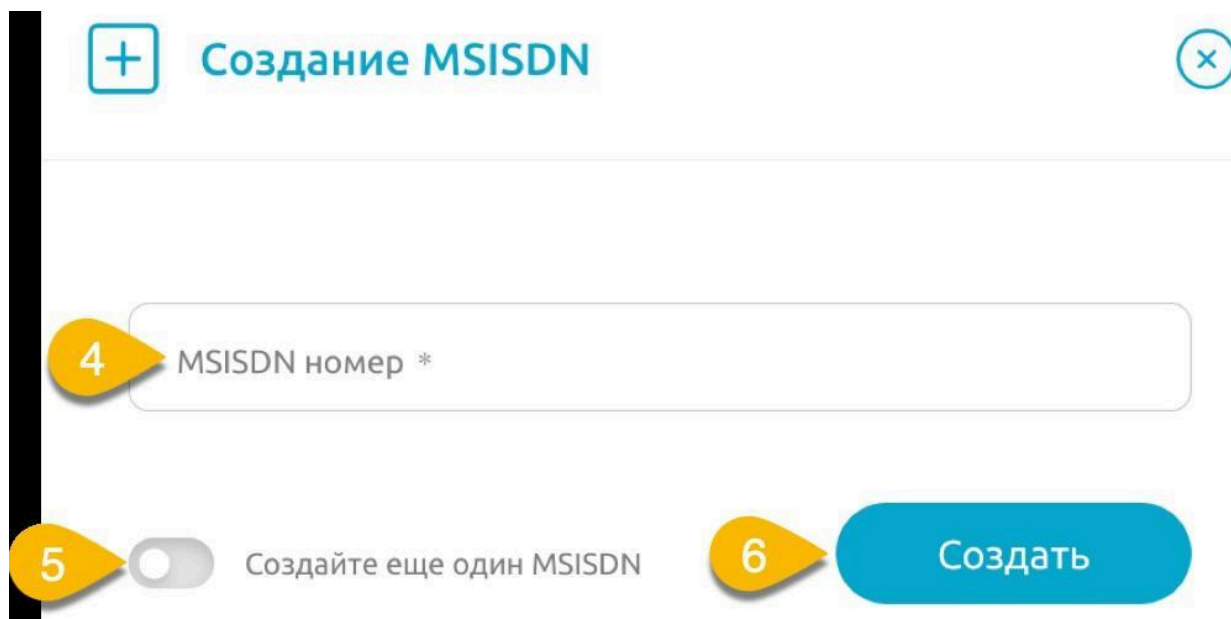 Создание MSISDN
4 MSISDN номер *
5 Создайте еще один MSISDN
6 Создать